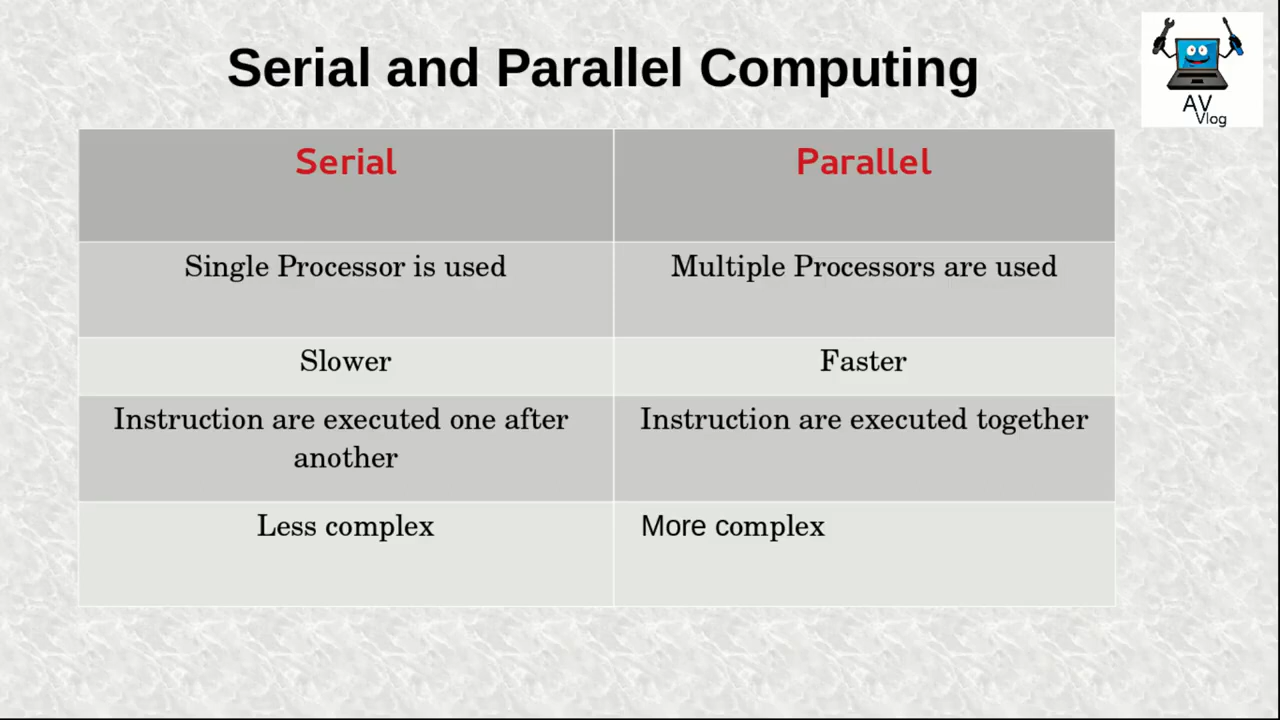 Serial and Parallel Computing
AV
Vlog
Serial
Parallel
Single Processor is used
Multiple Processors are used
Slower
Faster
Instruction are executed one after
another
Instruction are executed together
Less complex
More complex